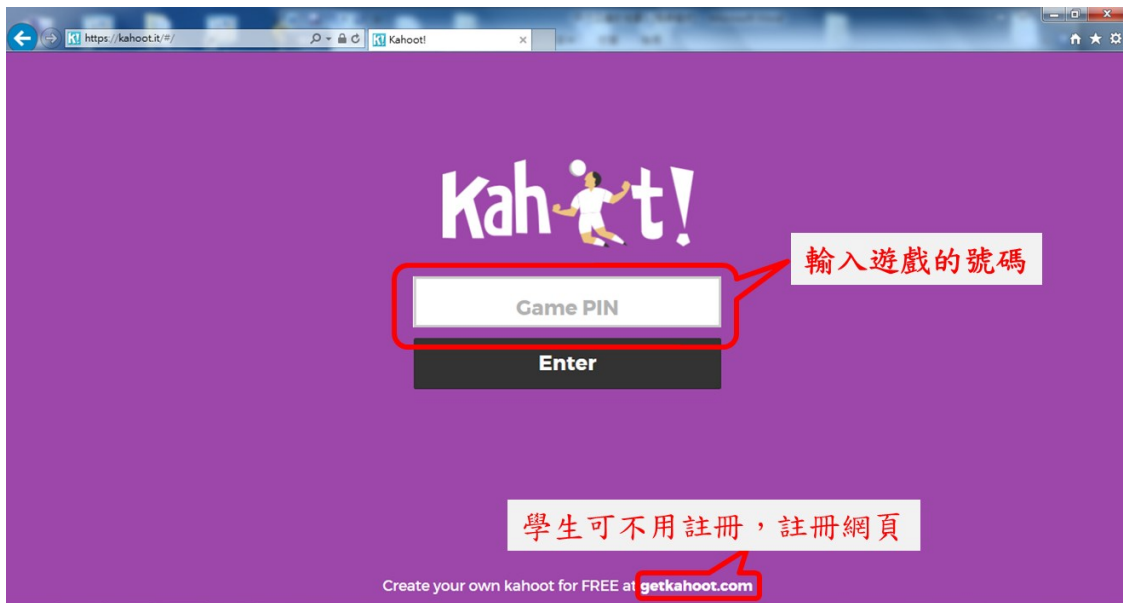 https://kahoot.it/#/
Kahoot!
Kahoot!
輸入遊戲的號碼
Game PIN
Enter
學生可不用註冊，註冊網頁
Create your own kahoot for FREE at getkahoot.com